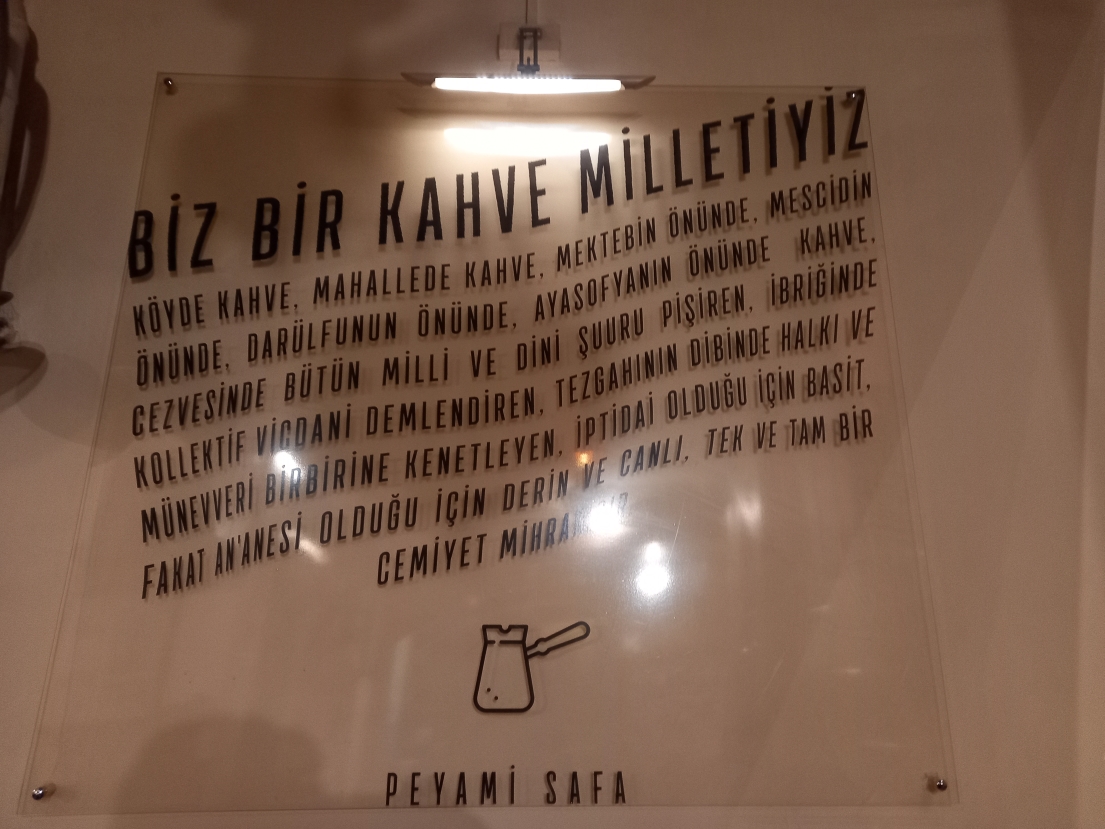 BİZ BİR KAHVE MİLLETİYİZ
KÖYDE KAHVE, MAHALLEDE KAHVE, MEKTEBİN ÖNÜNDE, MESCİDİN
ÖNÜNDE, DARÜLFUNUN ÖNÜNDE, AYASOFYANIN ÖNÜNDE KAHVE,
CEZVESİNDE BÜTÜN MİLLİ VE DİNİ ŞUURU PİŞİREN, İBRİĞİNDE
KOLLEKTİF VİCDANİ DEMLENDİREN, TEZGAHININ DİBİNDE HALKI VE
MÜNEVVERİ BİRBİRİNE KENETLEYEN, İPTİDAİ OLDUĞU İÇİN BASİT,
FAKAT AN'ANESİ OLDUĞU İÇİN DERİN VE CANLI, TEK VE TAM BİR
CEMİYET
PEYAMİ SAFA